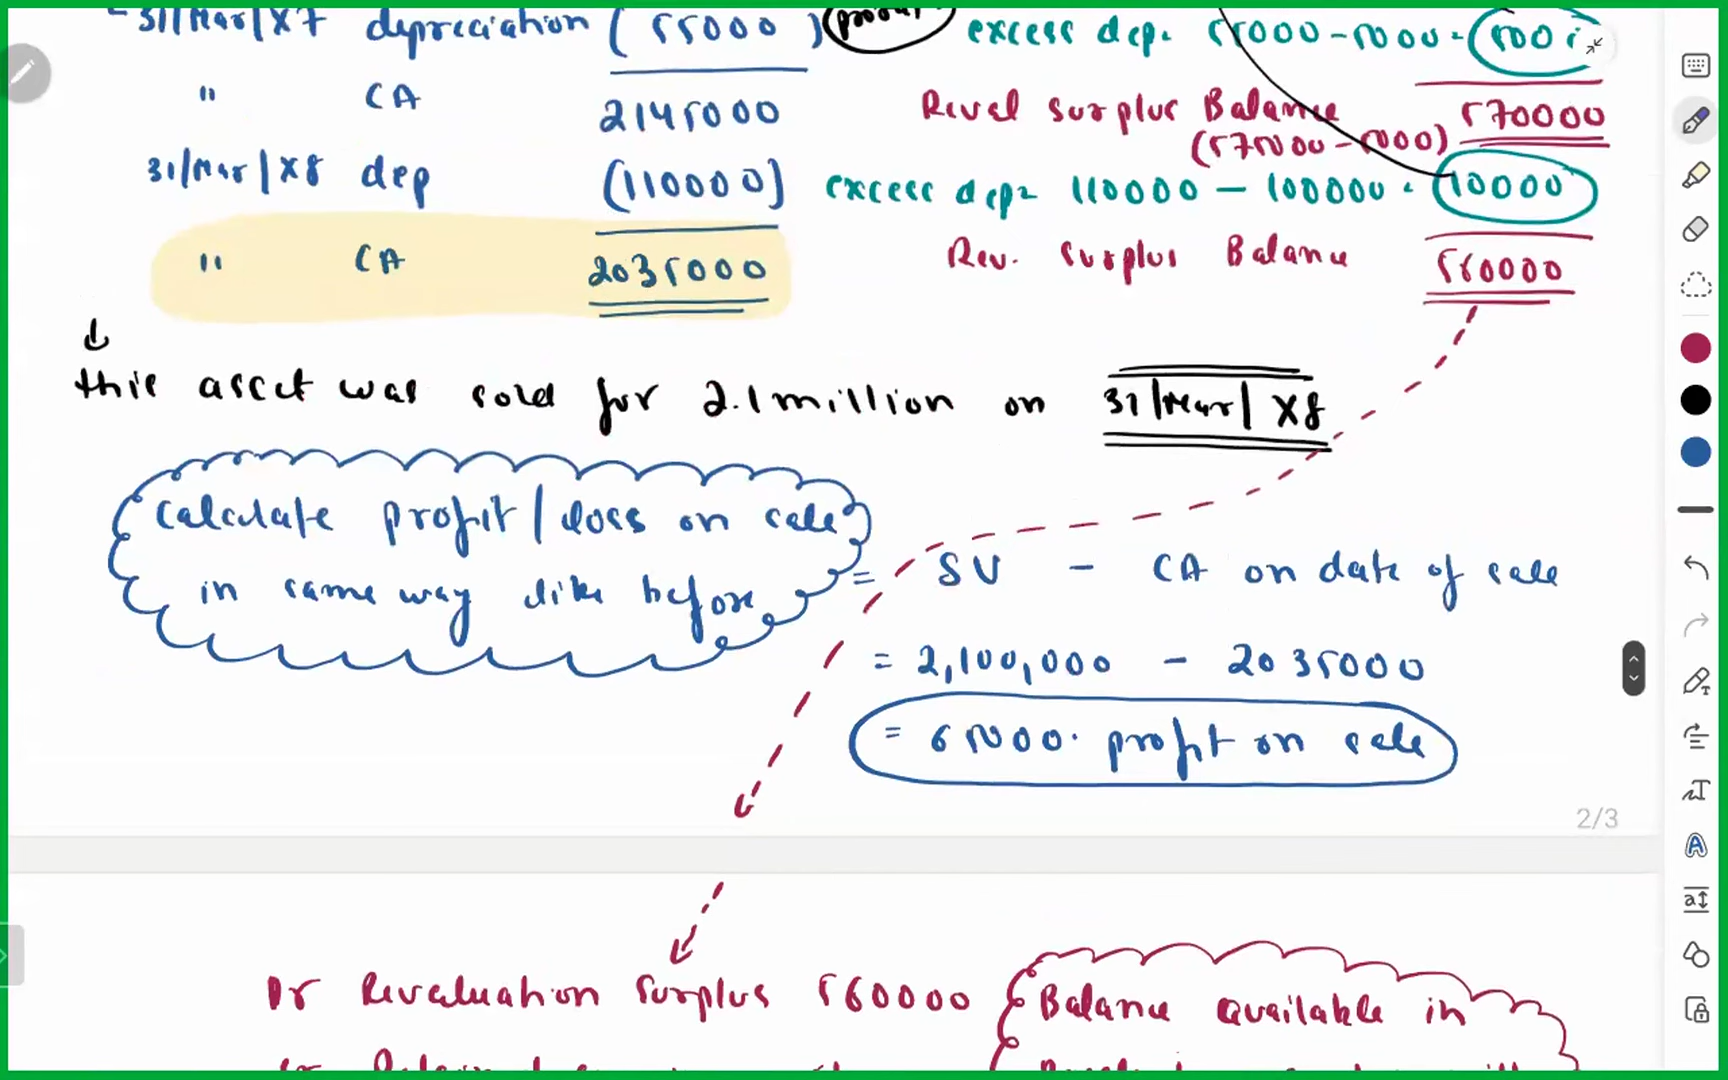 31/Mar/X7 depreciation (55000) excess dep = 55000 - 50000 =
" CA 2145000 Reval surplus Balance 570000
(575000 - 5000)
31/Mar/X8 dep (110000) excess dep = 110000 - 100000 = 10000
" CA 2035000 Rev. surplus Balance 560000
this asset was sold for 2.1 million on 31/Mar/X8
calculate profit/loss on sale
in same way like before
= SV - CA on date of sale
= 2,100,000 - 2035000
= 65000. profit on sale
2/3
Dr Revaluation surplus 560000
Balance available in